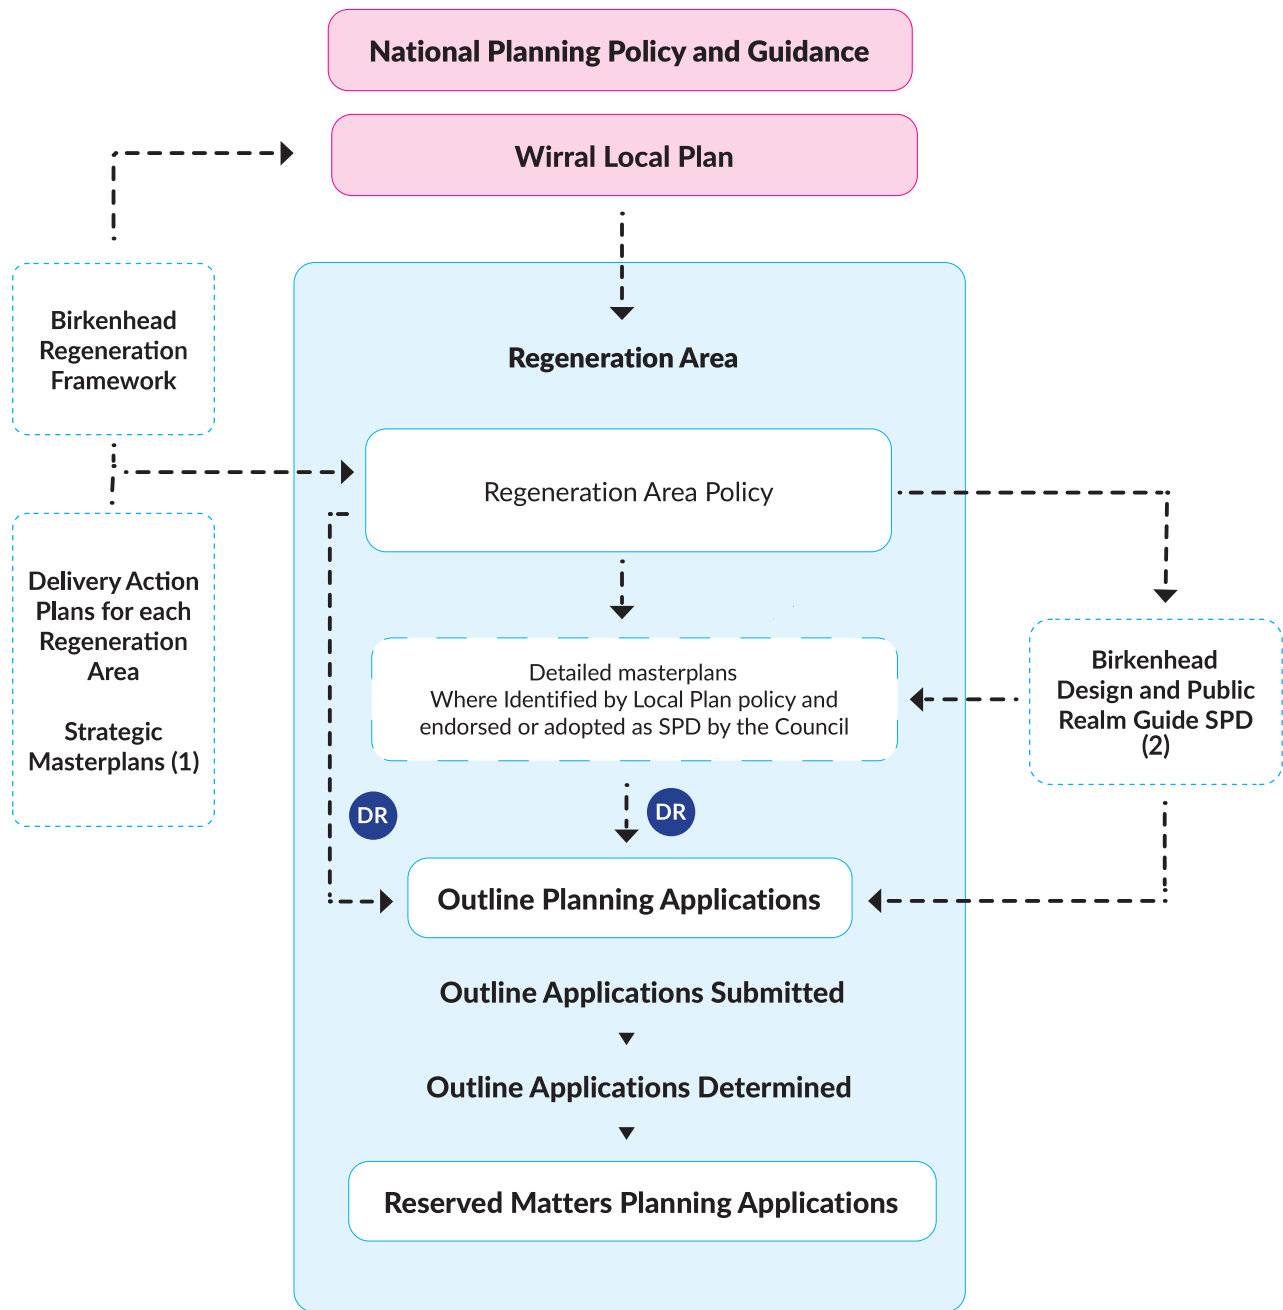 National Planning Policy and Guidance
Wirral Local Plan
Birkenhead
Regeneration
Framework
Regeneration Area
Regeneration Area Policy
Delivery Action
Plans for each
Regeneration
Area
Strategic
Masterplans (1)
Detailed masterplans
Where Identified by Local Plan policy and
endorsed or adopted as SPD by the Council
Birkenhead
Design and Public
Realm Guide SPD
(2)
DR
DR
Outline Planning Applications
Outline Applications Submitted
Outline Applications Determined
Reserved Matters Planning Applications